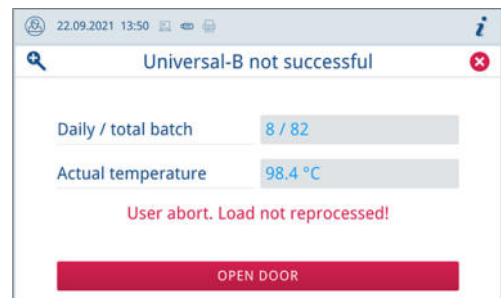 22.09.2021 13:50
i
Universal-B not successful
Daily / total batch 8 / 82
Actual temperature 98.4 °C
User abort. Load not reprocessed!
OPEN DOOR